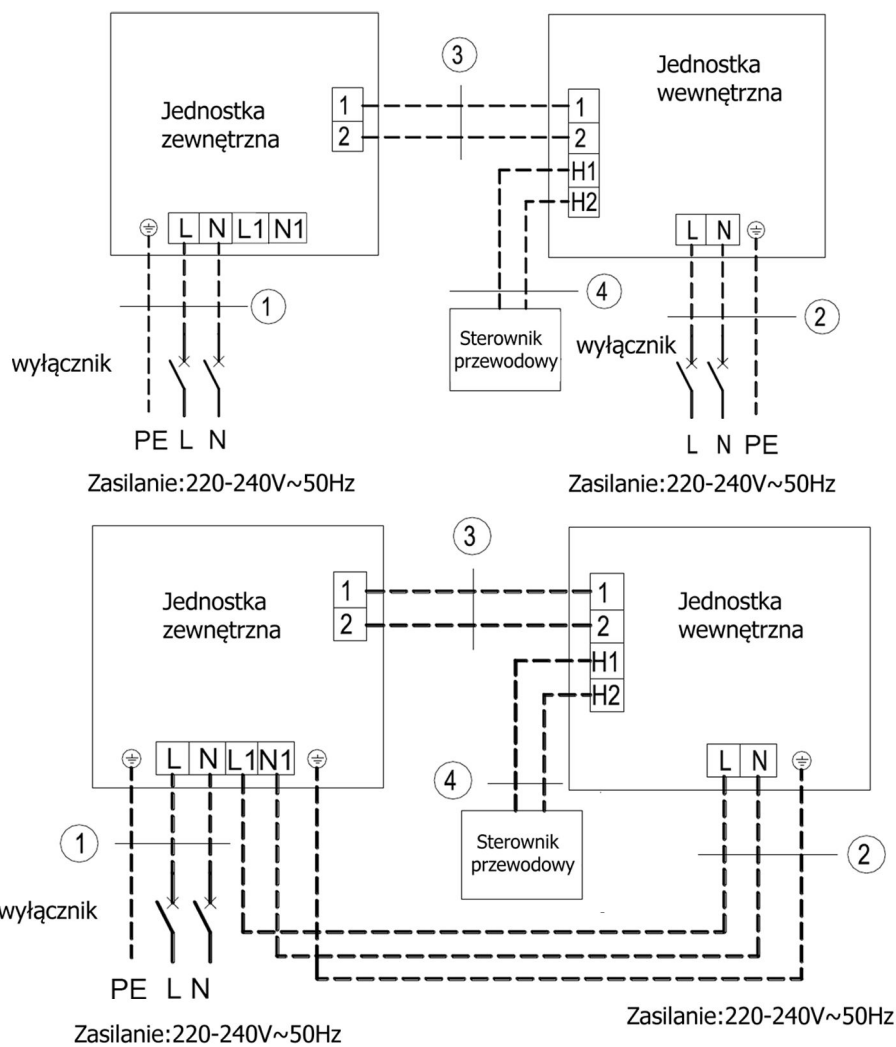 3
Jednostka
zewnętrzna
Jednostka
wewnętrzna
1
2
1
2
H1
H2
L N L1 N1
L N
1
4
2
wyłącznik
Sterownik
przewodowy
wyłącznik
PE L N
L N PE
Zasilanie:220-240V~50Hz
Zasilanie:220-240V~50Hz
3
Jednostka
zewnętrzna
Jednostka
wewnętrzna
1
2
1
2
H1
H2
L N L1 N1
L N
4
1
2
Sterownik
przewodowy
wyłącznik
PE L N
Zasilanie:220-240V~50Hz
Zasilanie:220-240V~50Hz